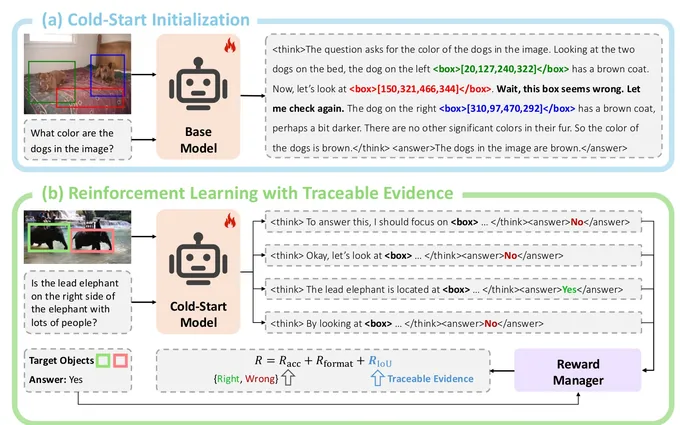 (a) Cold-Start Initialization
What color are the
dogs in the image?
Base
Model
<think>The question asks for the color of the dogs in the image. Looking at the two
dogs on the bed, the dog on the left <box>[20,127,240,322]</box> has a brown coat.
Now, let's look at <box>[150,321,466,344]</box>. Wait, this box seems wrong. Let
me check again. The dog on the right <box>[310,97,470,292]</box> has a brown coat,
perhaps a bit darker. There are no other significant colors in their fur. So the color of
the dogs is brown.</think> <answer>The dogs in the image are brown.</answer>
(b) Reinforcement Learning with Traceable Evidence
Is the lead elephant
on the right side of
the elephant with
lots of people?
Cold-Start
Model
<think> To answer this, I should focus on <box> ... </think><answer>No</answer>
<think> Okay, let's look at <box> ... </think><answer>No</answer>
<think> The lead elephant is located at <box> ... </think><answer>Yes</answer>
<think> By looking at <box> ... </think><answer>No</answer>
Target Objects
Answer: Yes
R = R_acc + R_format + R_IoU
{Right, Wrong}
Traceable Evidence
Reward
Manager